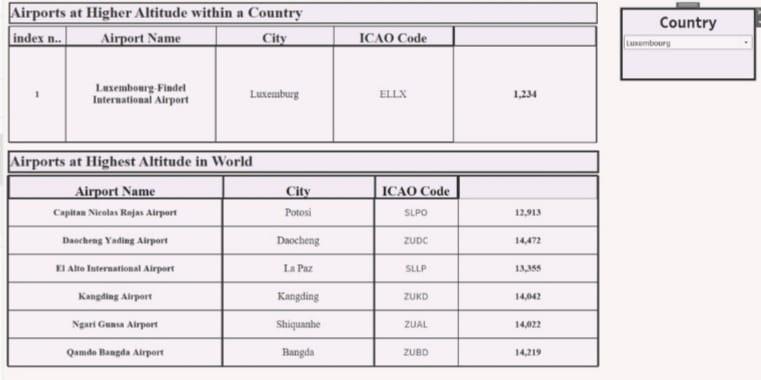 Airports at Higher Altitude within a Country
Country
Luxembourg
index n.. Airport Name City ICAO Code
1 Luxembourg-Findel International Airport Luxemburg ELLX 1,234
Airports at Highest Altitude in World
Airport Name City ICAO Code
Capitan Nicolas Rojas Airport Potosi SLPO 12,913
Daocheng Yading Airport Daocheng ZUDC 14,472
El Alto International Airport La Paz SLLP 13,355
Kangding Airport Kangding ZUKD 14,042
Ngari Gunsa Airport Shiquanhe ZUAL 14,022
Qamdo Bangda Airport Bangda ZUBD 14,219